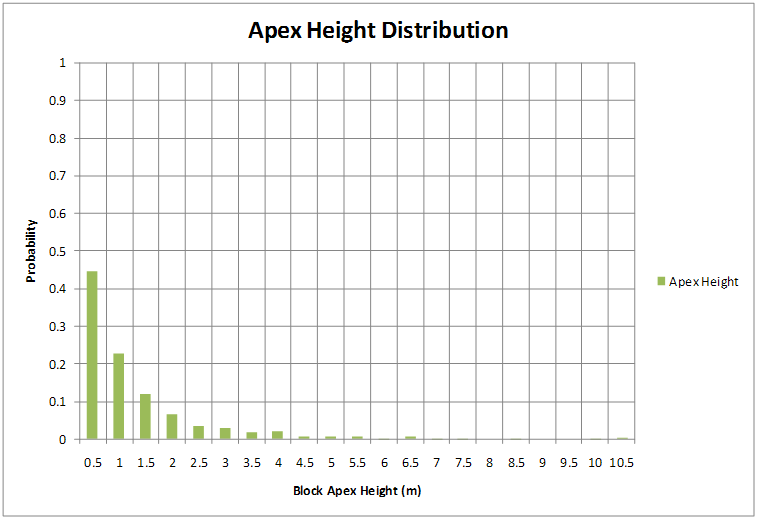 Apex Height Distribution
1
0.9
0.8
0.7
0.6
0.5
0.4
0.3
0.2
0.1
0
Probability
Apex Height
0.5 1 1.5 2 2.5 3 3.5 4 4.5 5 5.5 6 6.5 7 7.5 8 8.5 9 9.5 10 10.5
Block Apex Height (m)